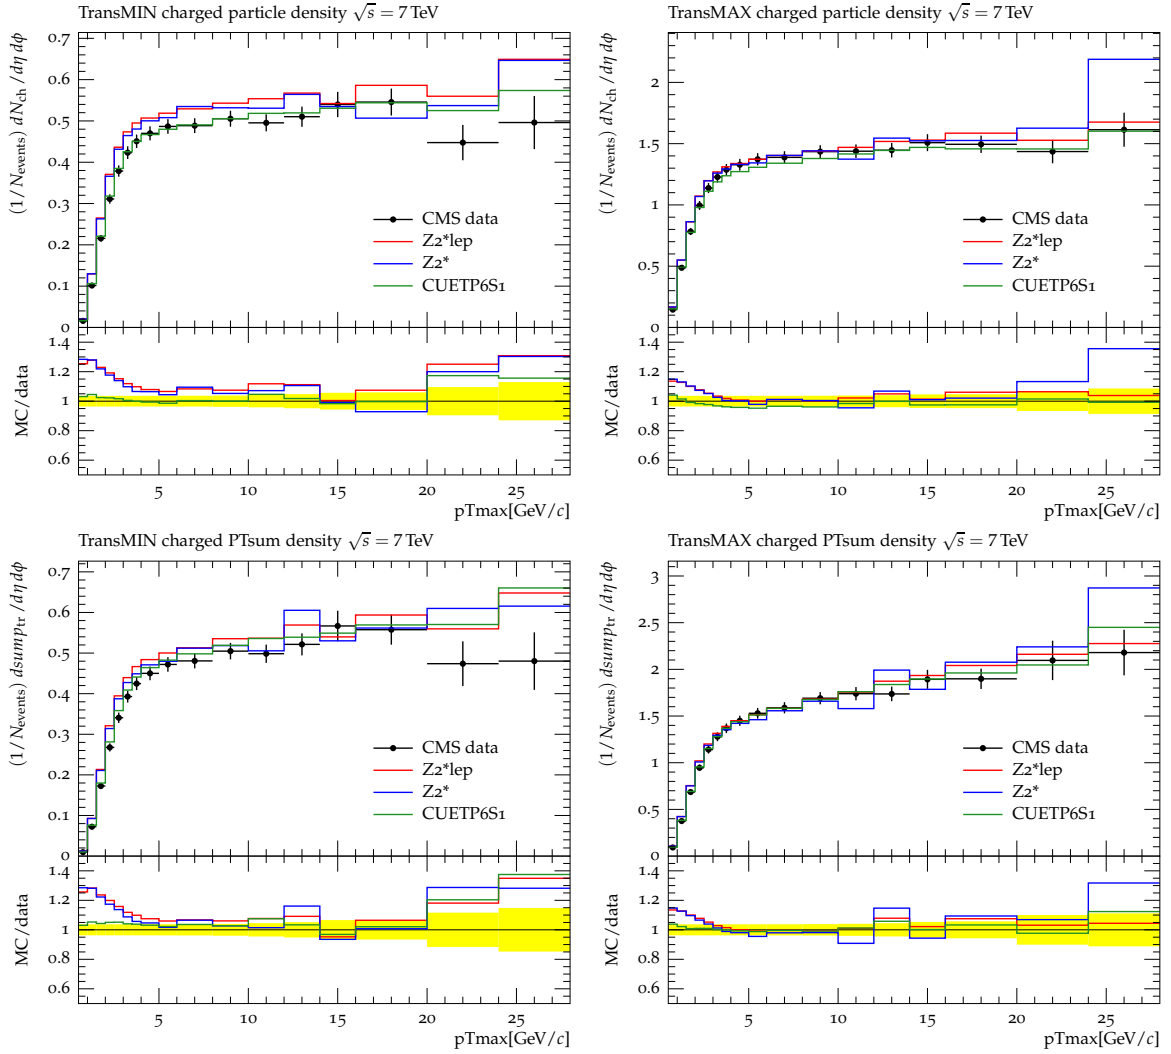 TransMIN charged particle density √s = 7 TeV
(1/N_events) dN_ch/dη dϕ
0.7
0.6
0.5
0.4
0.3
0.2
0.1
0
CMS data
Z2*lep
Z2*
CUETP6S1
MC/data
1.4
1.2
1
0.8
0.6
5 10 15 20 25
pTmax[GeV/c]
TransMAX charged particle density √s = 7 TeV
(1/N_events) dN_ch/dη dϕ
2
1.5
1
0.5
0
CMS data
Z2*lep
Z2*
CUETP6S1
MC/data
1.4
1.2
1
0.8
0.6
5 10 15 20 25
pTmax[GeV/c]
TransMIN charged PTsum density √s = 7 TeV
(1/N_events) dsump_tr/dη dϕ
0.7
0.6
0.5
0.4
0.3
0.2
0.1
0
CMS data
Z2*lep
Z2*
CUETP6S1
MC/data
1.4
1.2
1
0.8
0.6
5 10 15 20 25
pTmax[GeV/c]
TransMAX charged PTsum density √s = 7 TeV
(1/N_events) dsump_tr/dη dϕ
3
2.5
2
1.5
1
0.5
0
CMS data
Z2*lep
Z2*
CUETP6S1
MC/data
1.4
1.2
1
0.8
0.6
5 10 15 20 25
pTmax[GeV/c]